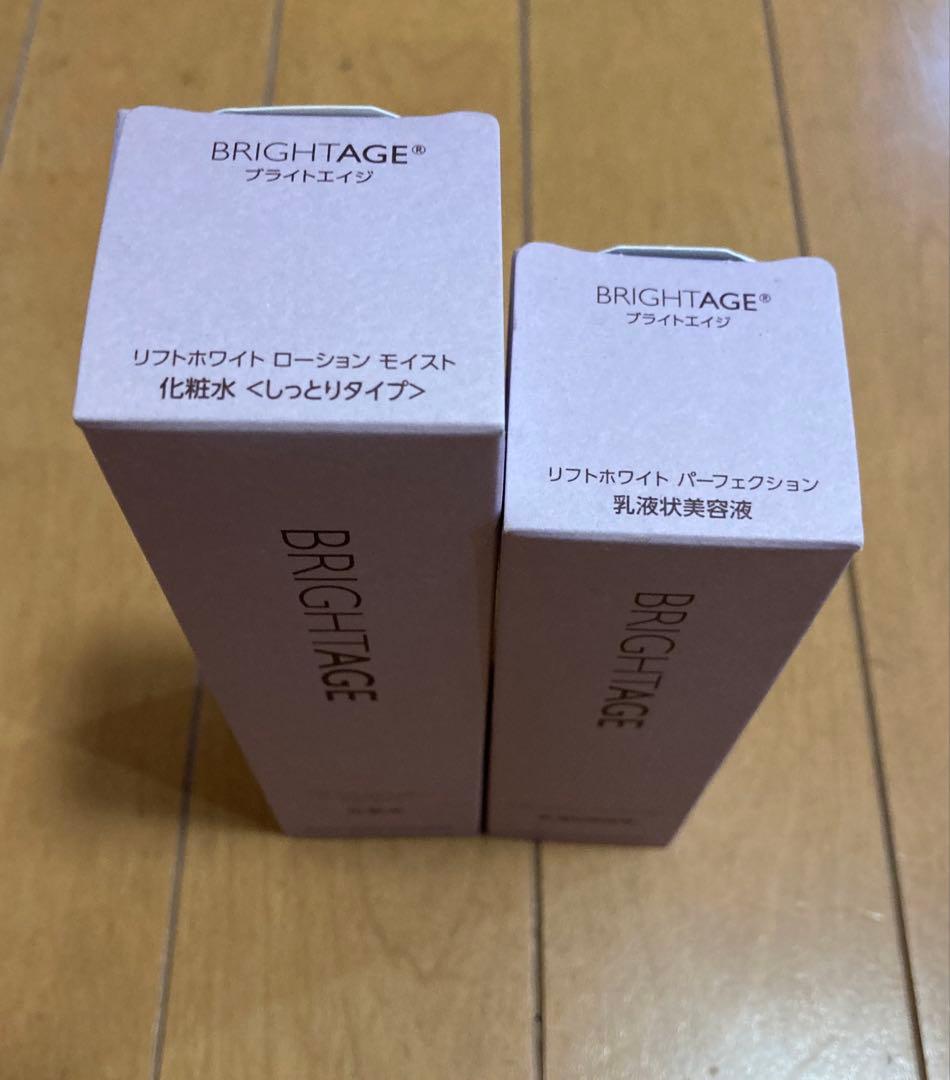 BRIGHTAGE®
ブライトエイジ
リフトホワイト ローション モイスト
化粧水 <しっとりタイプ>
BRIGHTAGE
BRIGHTAGE®
ブライトエイジ
リフトホワイト パーフェクション
乳液状美容液
BRIGHTAGE